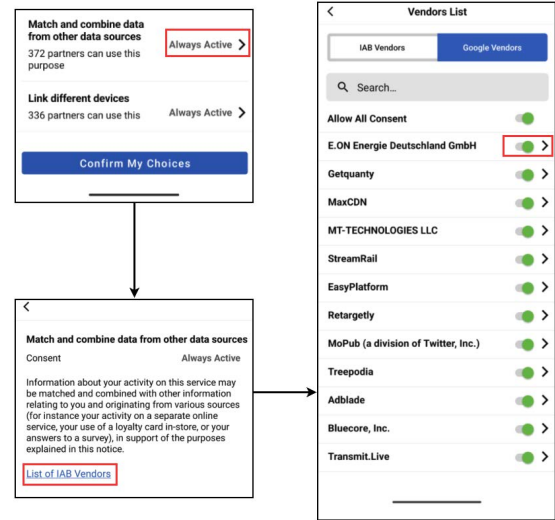 Match and combine data
from other data sources
372 partners can use this
purpose
Always Active
Link different devices
336 partners can use this
Always Active
Confirm My Choices
Match and combine data from other data sources
Consent
Always Active
Information about your activity on this service may
be matched and combined with other information
relating to you and originating from various sources
(for instance your activity on a separate online
service, your use of a loyalty card in-store, or your
answers to a survey), in support of the purposes
explained in this notice.
List of IAB Vendors
Vendors List
IAB Vendors
Google Vendors
Search...
Allow All Consent
E.ON Energie Deutschland GmbH
Getquanty
MaxCDN
MT-TECHNOLOGIES LLC
StreamRail
EasyPlatform
Retargetly
MoPub (a division of Twitter, Inc.)
Treepodia
Adblade
Bluecore, Inc.
Transmit.Live